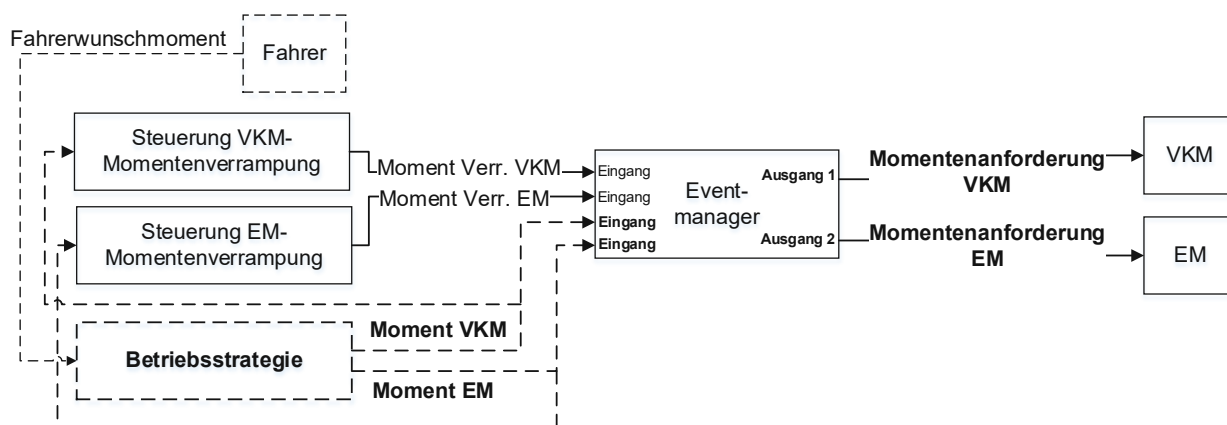 Fahrerwunschmoment
Fahrer
Steuerung VKM-
Momentenverrampung
Moment Verr. VKM
Moment Verr. EM
Steuerung EM-
Momentenverrampung
Eingang
Eingang
Eingang
Eingang
Event-
manager
Ausgang 1
Ausgang 2
Momentenanforderung
VKM
VKM
Momentenanforderung
EM
EM
Moment VKM
Betriebsstrategie
Moment EM